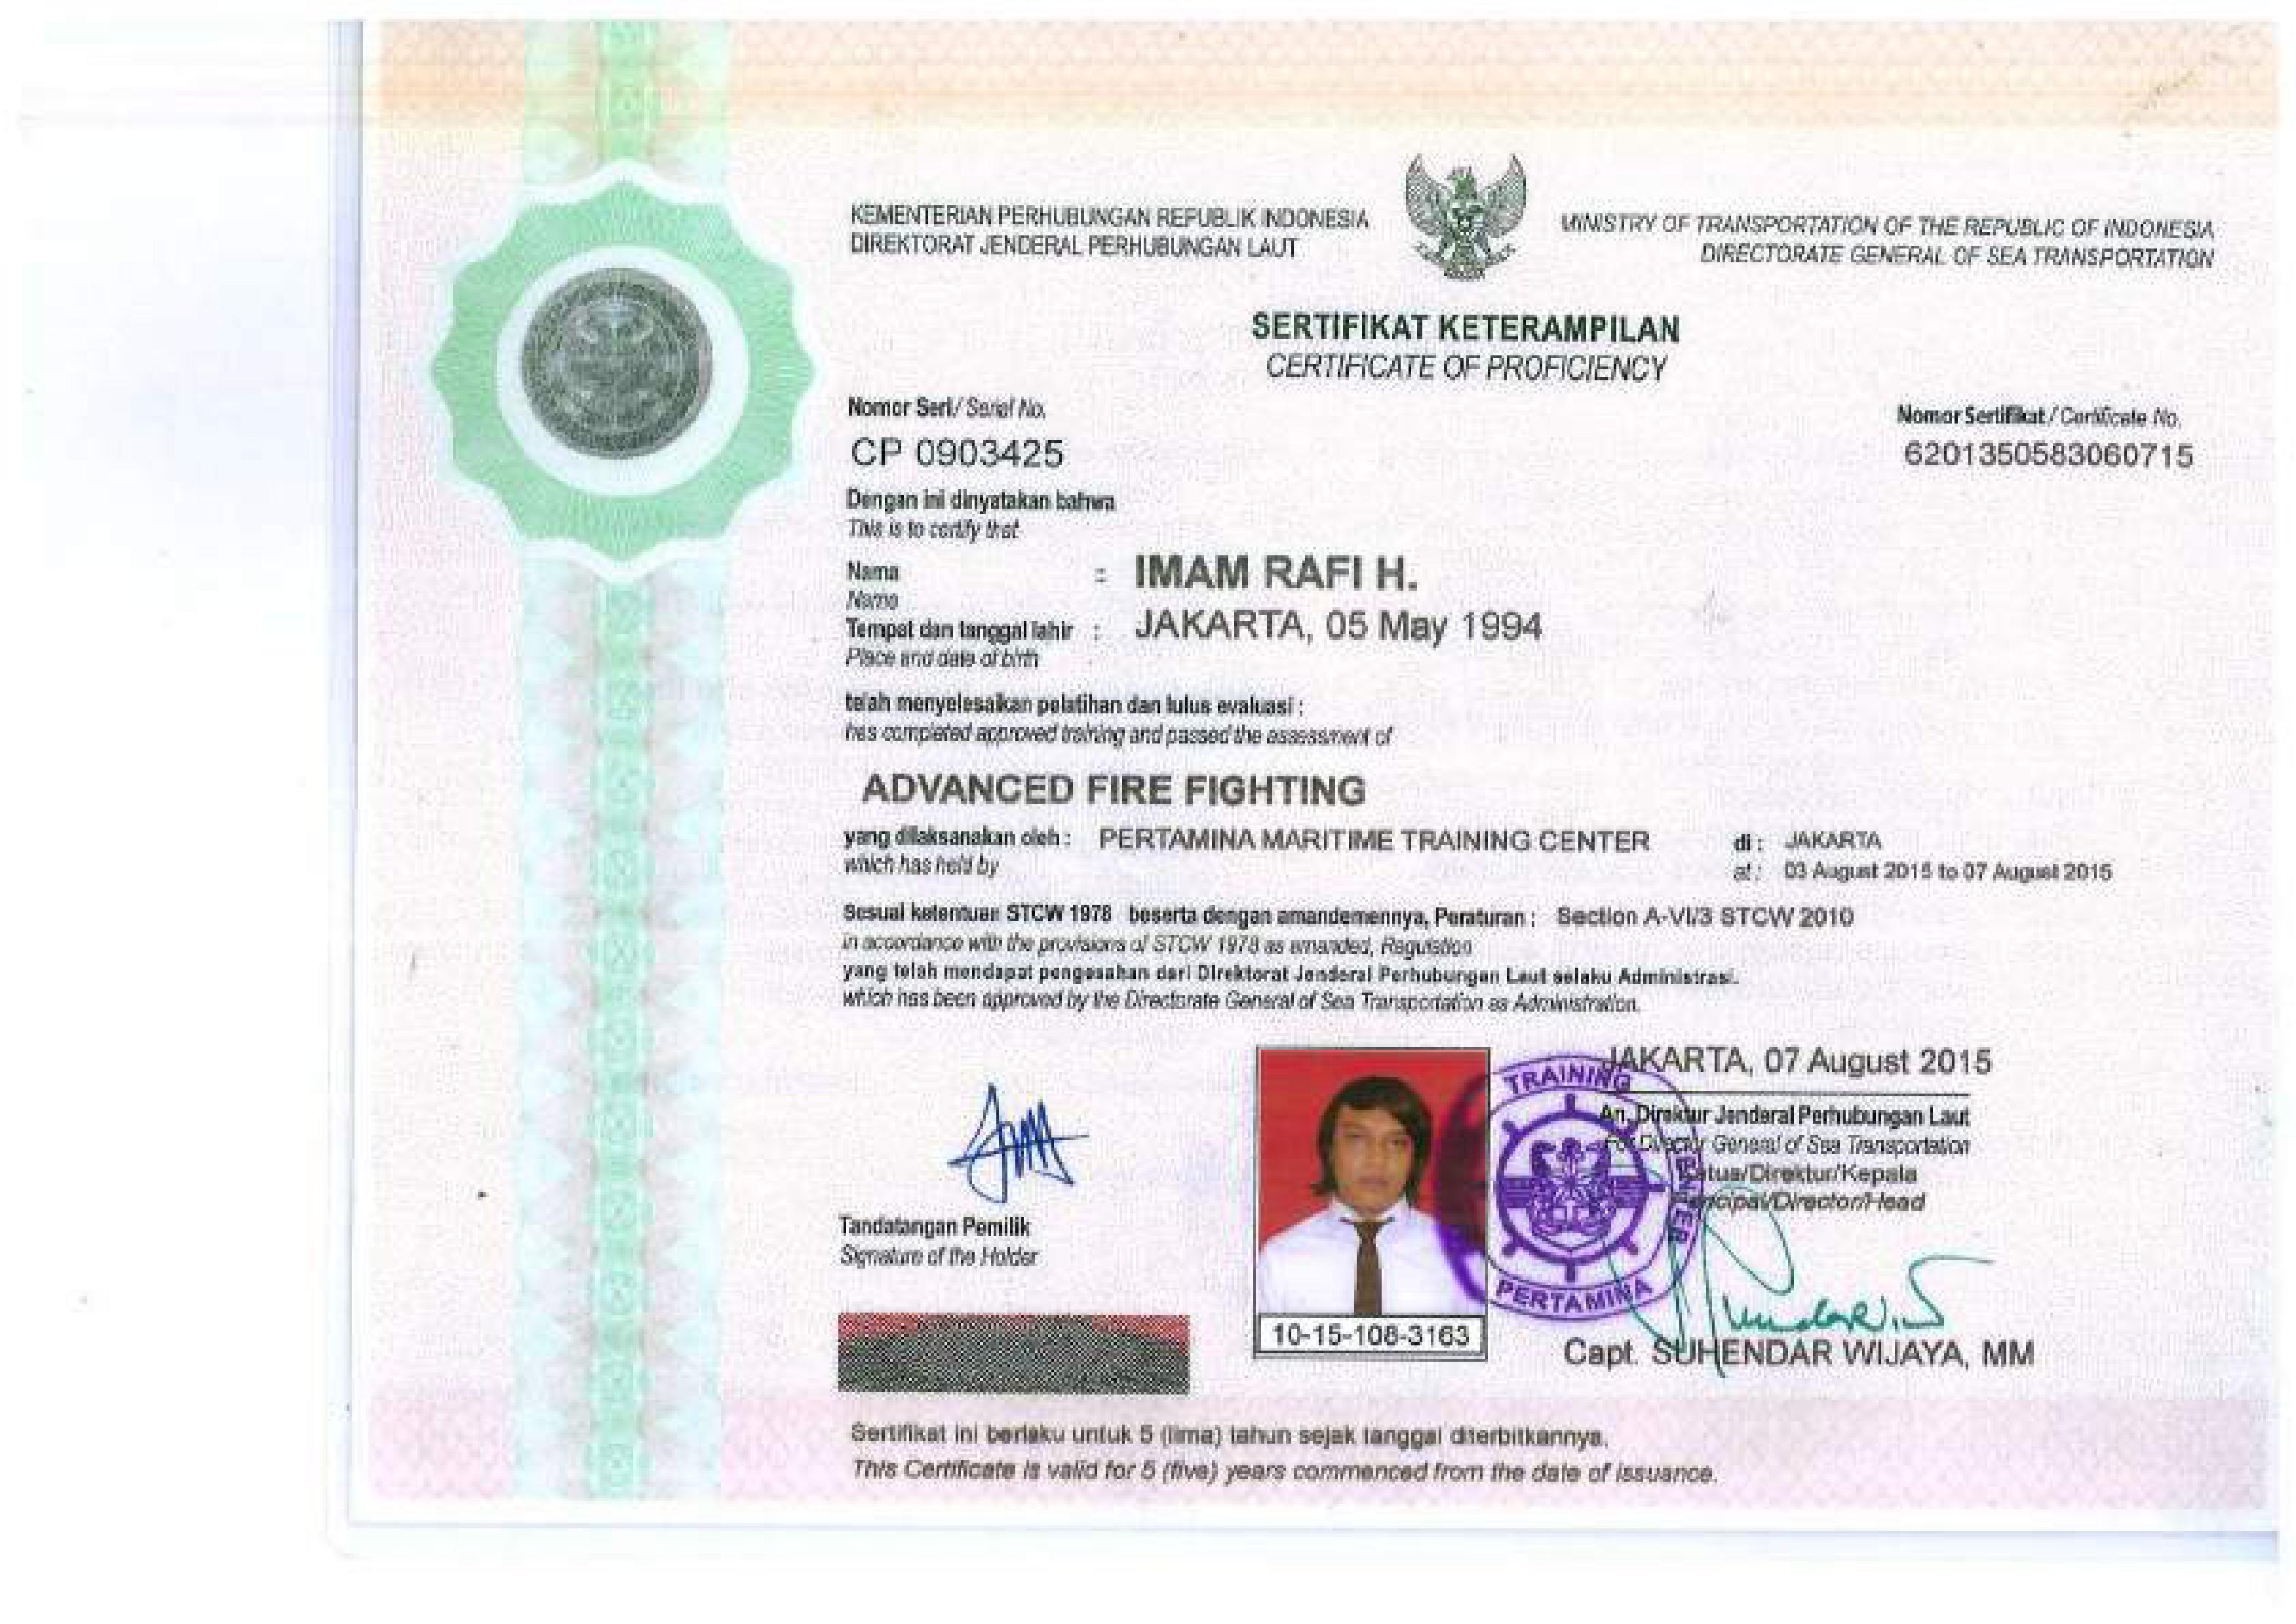 KEMENTERIAN PERHUBUNGAN REPUBLIK INDONESIA
DIREKTORAT JENDERAL PERHUBUNGAN LAUT
MINISTRY OF TRANSPORTATION OF THE REPUBLIC OF INDONESIA
DIRECTORATE GENERAL OF SEA TRANSPORTATION
SERTIFIKAT KETERAMPILAN
CERTIFICATE OF PROFICIENCY
Nomor Seri / Serial No.
CP 0903425
Nomor Sertifikat / Certificate No.
6201350583060715
Dengan ini dinyatakan bahwa
This is to certify that
Nama : IMAM RAFI H.
Name
Tempat dan tanggal lahir : JAKARTA, 05 May 1994
Place and date of birth
telah menyelesaikan pelatihan dan lulus evaluasi :
has completed approved training and passed the assessment of
ADVANCED FIRE FIGHTING
yang dilaksanakan oleh : PERTAMINA MARITIME TRAINING CENTER di : JAKARTA
which has held by at : 03 August 2015 to 07 August 2015
Sesuai ketentuan STCW 1978 beserta dengan amandemennya, Peraturan : Section A-VI/3 STCW 2010
in accordance with the provisions of STCW 1978 as amanded, Regulation
yang telah mendapat pengesahan dari Direktorat Jenderal Perhubungan Laut selaku Administrasi.
which has been approved by the Directorate General of Sea Transportation as Administration.
JAKARTA, 07 August 2015
An. Direktur Jenderal Perhubungan Laut
For Director General of Sea Transportation
Ketua/Direktur/Kepala
Principal/Director/Head
TRAINING CENTER
PERTAMINA
Tandatangan Pemilik
Signature of the Holder
10-15-108-3163
Capt. SUHENDAR WIJAYA, MM
Sertifikat ini berlaku untuk 5 (lima) tahun sejak tanggal diterbitkannya.
This Certificate is valid for 5 (five) years commenced from the date of issuance.